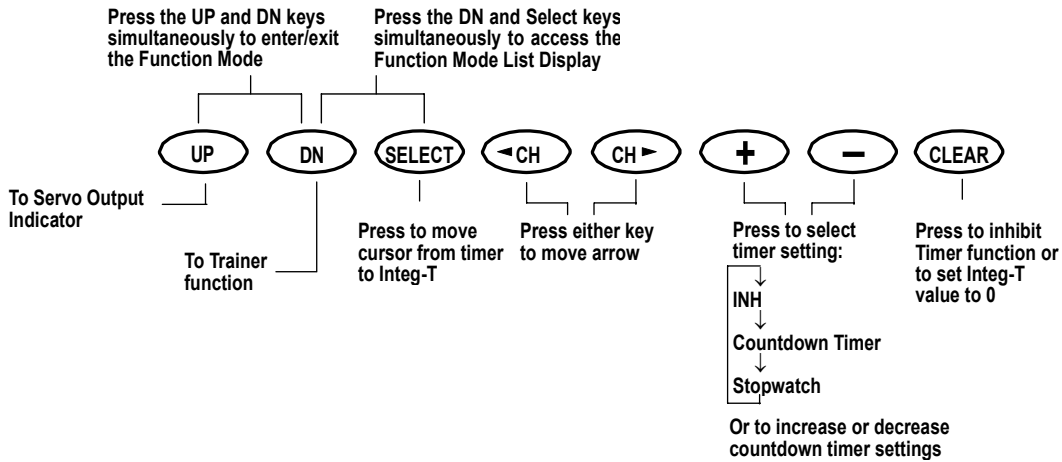 Press the UP and DN keys
simultaneously to enter/exit
the Function Mode
Press the DN and Select keys
simultaneously to access the
Function Mode List Display
UP
DN
SELECT
◄ CH
CH ►
+
−
CLEAR
To Servo Output
Indicator
To Trainer
function
Press to move
cursor from timer
to Integ-T
Press either key
to move arrow
Press to select
timer setting:
INH
Countdown Timer
Stopwatch
Or to increase or decrease
countdown timer settings
Press to inhibit
Timer function or
to set Integ-T
value to 0